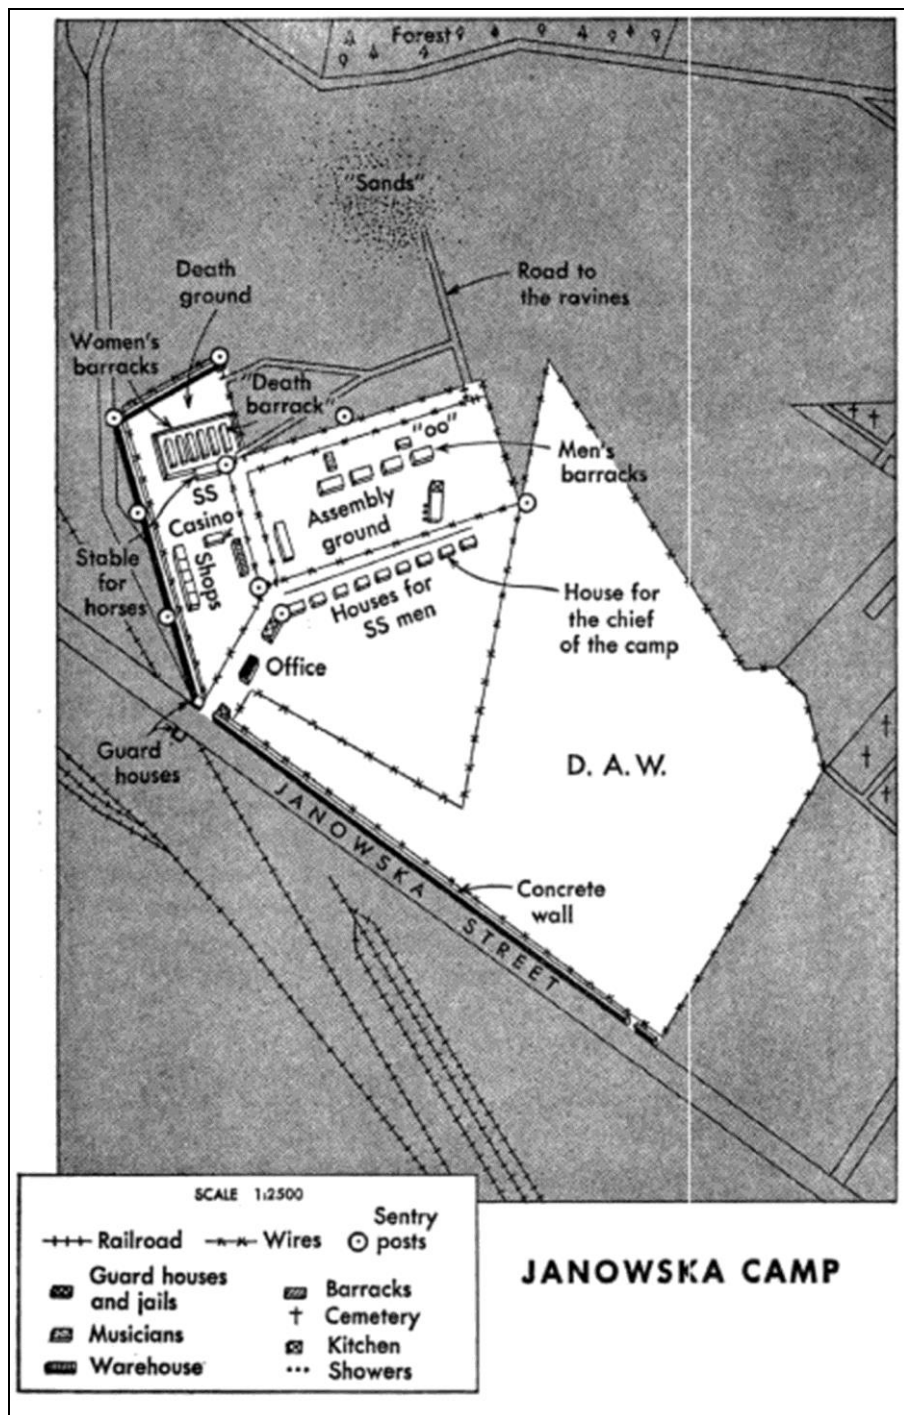 Forest
"Sands"
Death
ground
Road to
the ravines
Women's
barracks
"Death
barrack"
"oo"
Men's
barracks
SS
Casino
Assembly
ground
Shops
Stable
for
horses
Houses for
SS men
House for
the chief
of the camp
Office
Guard
houses
D. A. W.
JANOWSKA STREET
Concrete
wall
SCALE 1:2500
Railroad
Wires
Sentry
posts
Guard houses
and jails
Barracks
Cemetery
Musicians
Kitchen
Warehouse
Showers
JANOWSKA CAMP